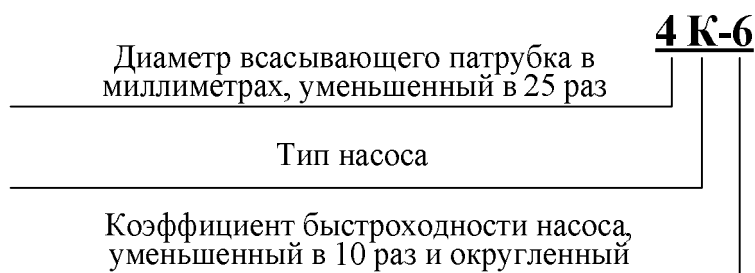 4 К-6
Диаметр всасывающего патрубка в
миллиметрах, уменьшенный в 25 раз
Тип насоса
Коэффициент быстроходности насоса,
уменьшенный в 10 раз и округленный